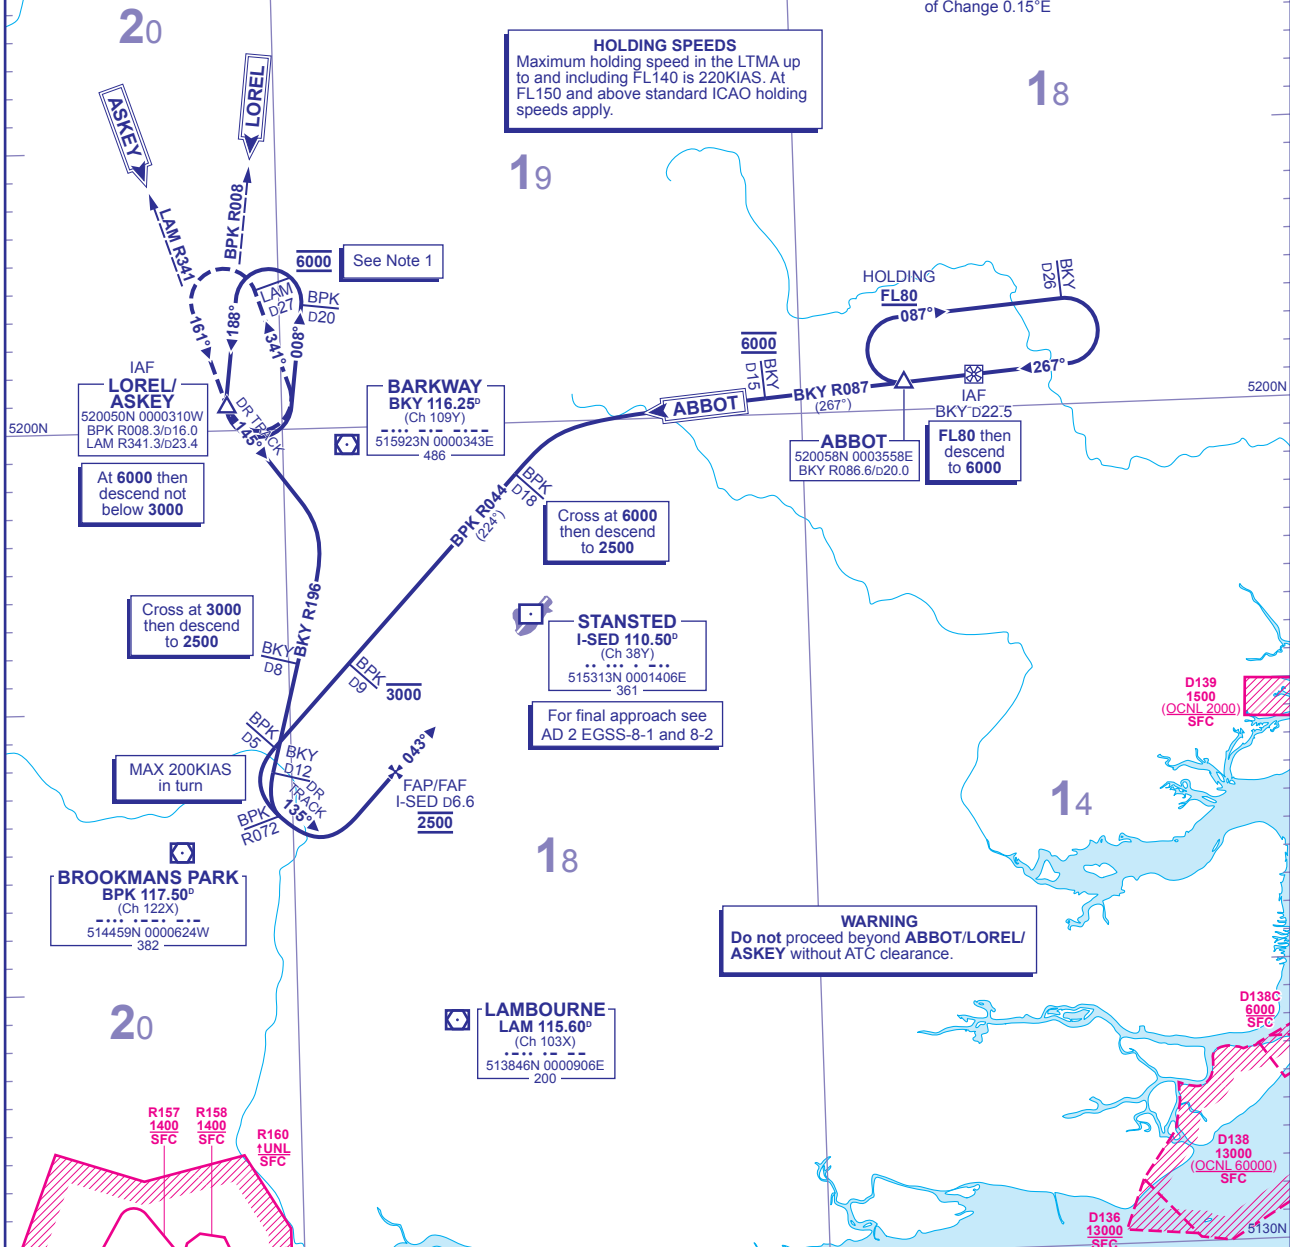 of Change 0.15°E
20
HOLDING SPEEDS
Maximum holding speed in the LTMA up
to and including FL140 is 220KIAS. At
FL150 and above standard ICAO holding
speeds apply.
18
LOREL
ASKEY
19
LAM R341
BPK R008
6000
See Note 1
LAM
D27
BPK
D20
161°
188°
341°
008°
HOLDING
FL80
087°
BKY
D26
267°
6000
BKY
D15
BKY R087
(267°)
ABBOT
IAF
BKY D22.5
5200N
IAF
LOREL/
ASKEY
520050N 0000310W
BPK R008.3/D16.0
LAM R341.3/D23.4
DR TRACK
145°
5200N
BARKWAY
BKY 116.25D
(Ch 109Y)
-··· -·- -·--
515923N 0000343E
486
ABBOT
520058N 0003558E
BKY R086.6/D20.0
FL80 then
descend
to 6000
At 6000 then
descend not
below 3000
BPK
D18
BPK R044
(224°)
Cross at 6000
then descend
to 2500
Cross at 3000
then descend
to 2500
BKY R196
BKY
D8
STANSTED
I-SED 110.50D
(Ch 38Y)
·· ··· · -··
515313N 0001406E
361
BPK
D9
3000
For final approach see
AD 2 EGSS-8-1 and 8-2
D139
1500
(OCNL 2000)
SFC
BPK
D5
BKY
D12
043°
MAX 200KIAS
in turn
DR
TRACK
135°
FAP/FAF
I-SED D6.6
2500
BPK
R072
14
18
BROOKMANS PARK
BPK 117.50D
(Ch 122X)
-··· ·--· -·-
514459N 0000624W
382
WARNING
Do not proceed beyond ABBOT/LOREL/
ASKEY without ATC clearance.
20
LAMBOURNE
LAM 115.60D
(Ch 103X)
·-·· ·- --
513846N 0000906E
200
D138C
6000
SFC
R157
1400
SFC
R158
1400
SFC
R160
↑UNL
SFC
D138
13000
(OCNL 60000)
SFC
D136
13000
SFC
5130N